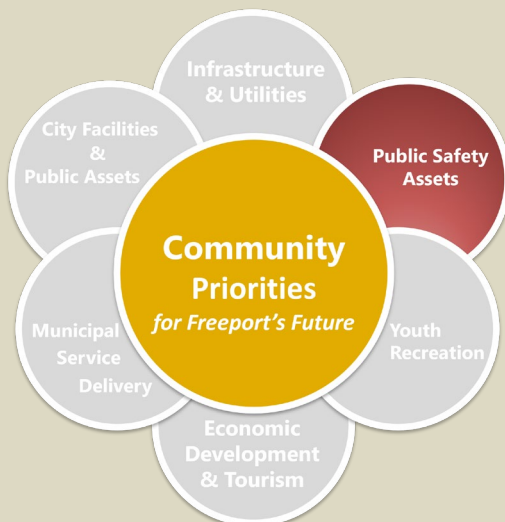 Infrastructure
& Utilities
Public Safety
Assets
Youth
Recreation
Economic
Development
& Tourism
Municipal
Service
Delivery
City Facilities
&
Public Assets
Community
Priorities
for Freeport's Future